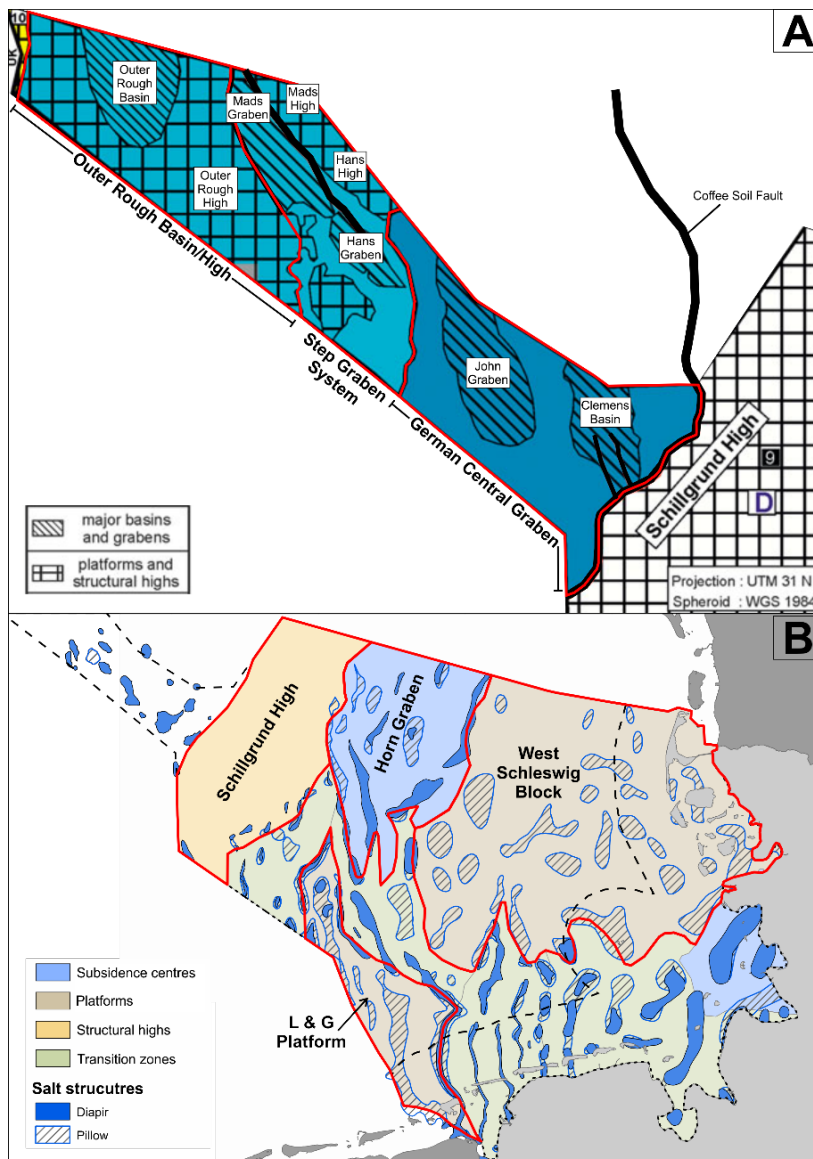 A
10
UK
Outer
Rough
Basin
Mads
Graben
Mads
High
Hans
High
Outer
Rough
High
Hans
Graben
Coffee Soil Fault
Outer Rough Basin/High
Step Graben
System
John
Graben
Clemens
Basin
German Central Graben
Schillgrund High
9
D
major basins
and grabens
platforms and
structural highs
Projection : UTM 31 N
Spheroid : WGS 1984
B
Schillgrund High
Horn Graben
West
Schleswig
Block
L & G
Platform
Subsidence centres
Platforms
Structural highs
Transition zones
Salt strucutres
Diapir
Pillow